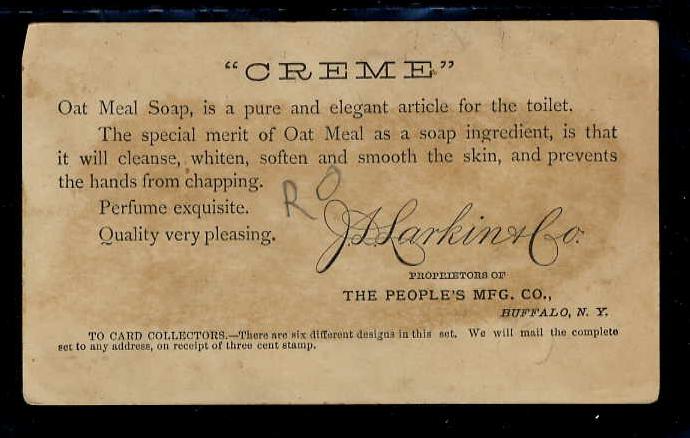 “CREME”
Oat Meal Soap, is a pure and elegant article for the toilet.
The special merit of Oat Meal as a soap ingredient, is that
it will cleanse, whiten, soften and smooth the skin, and prevents
the hands from chapping.
Perfume exquisite.
Quality very pleasing.
R O
J. D. Larkin & Co.
PROPRIETORS OF
THE PEOPLE'S MFG. CO.,
BUFFALO, N. Y.
TO CARD COLLECTORS.—There are six different designs in this set. We will mail the complete
set to any address, on receipt of three cent stamp.